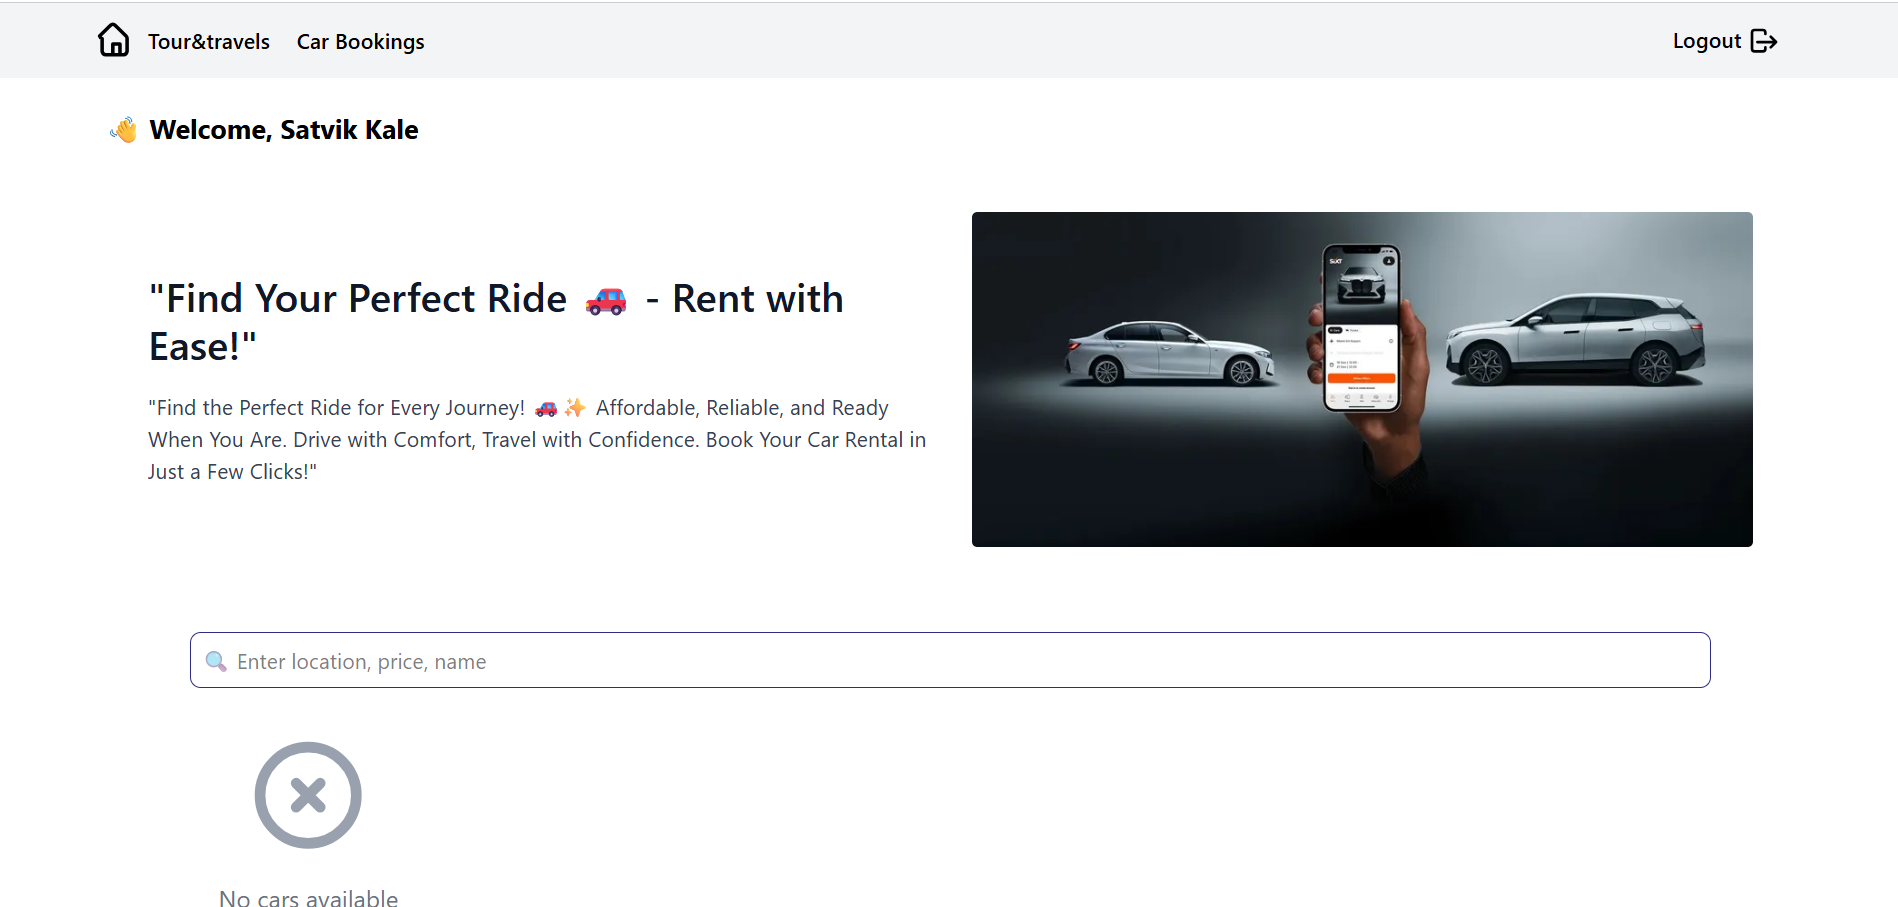 Tour&travels Car Bookings Logout
👋 Welcome, Satvik Kale
"Find Your Perfect Ride 🚗 - Rent with
Ease!"
"Find the Perfect Ride for Every Journey! 🚗✨ Affordable, Reliable, and Ready
When You Are. Drive with Comfort, Travel with Confidence. Book Your Car Rental in
Just a Few Clicks!"
SIXT
🔍 Enter location, price, name
No cars available